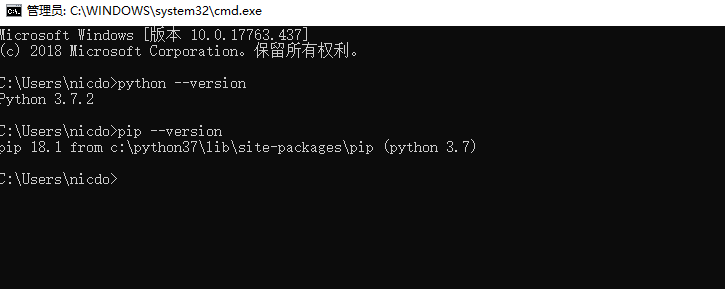 管理员: C:\WINDOWS\system32\cmd.exe
Microsoft Windows [版本 10.0.17763.437]
(c) 2018 Microsoft Corporation。保留所有权利。
C:\Users\nicdo>python --version
Python 3.7.2
C:\Users\nicdo>pip --version
pip 18.1 from c:\python37\lib\site-packages\pip (python 3.7)
C:\Users\nicdo>